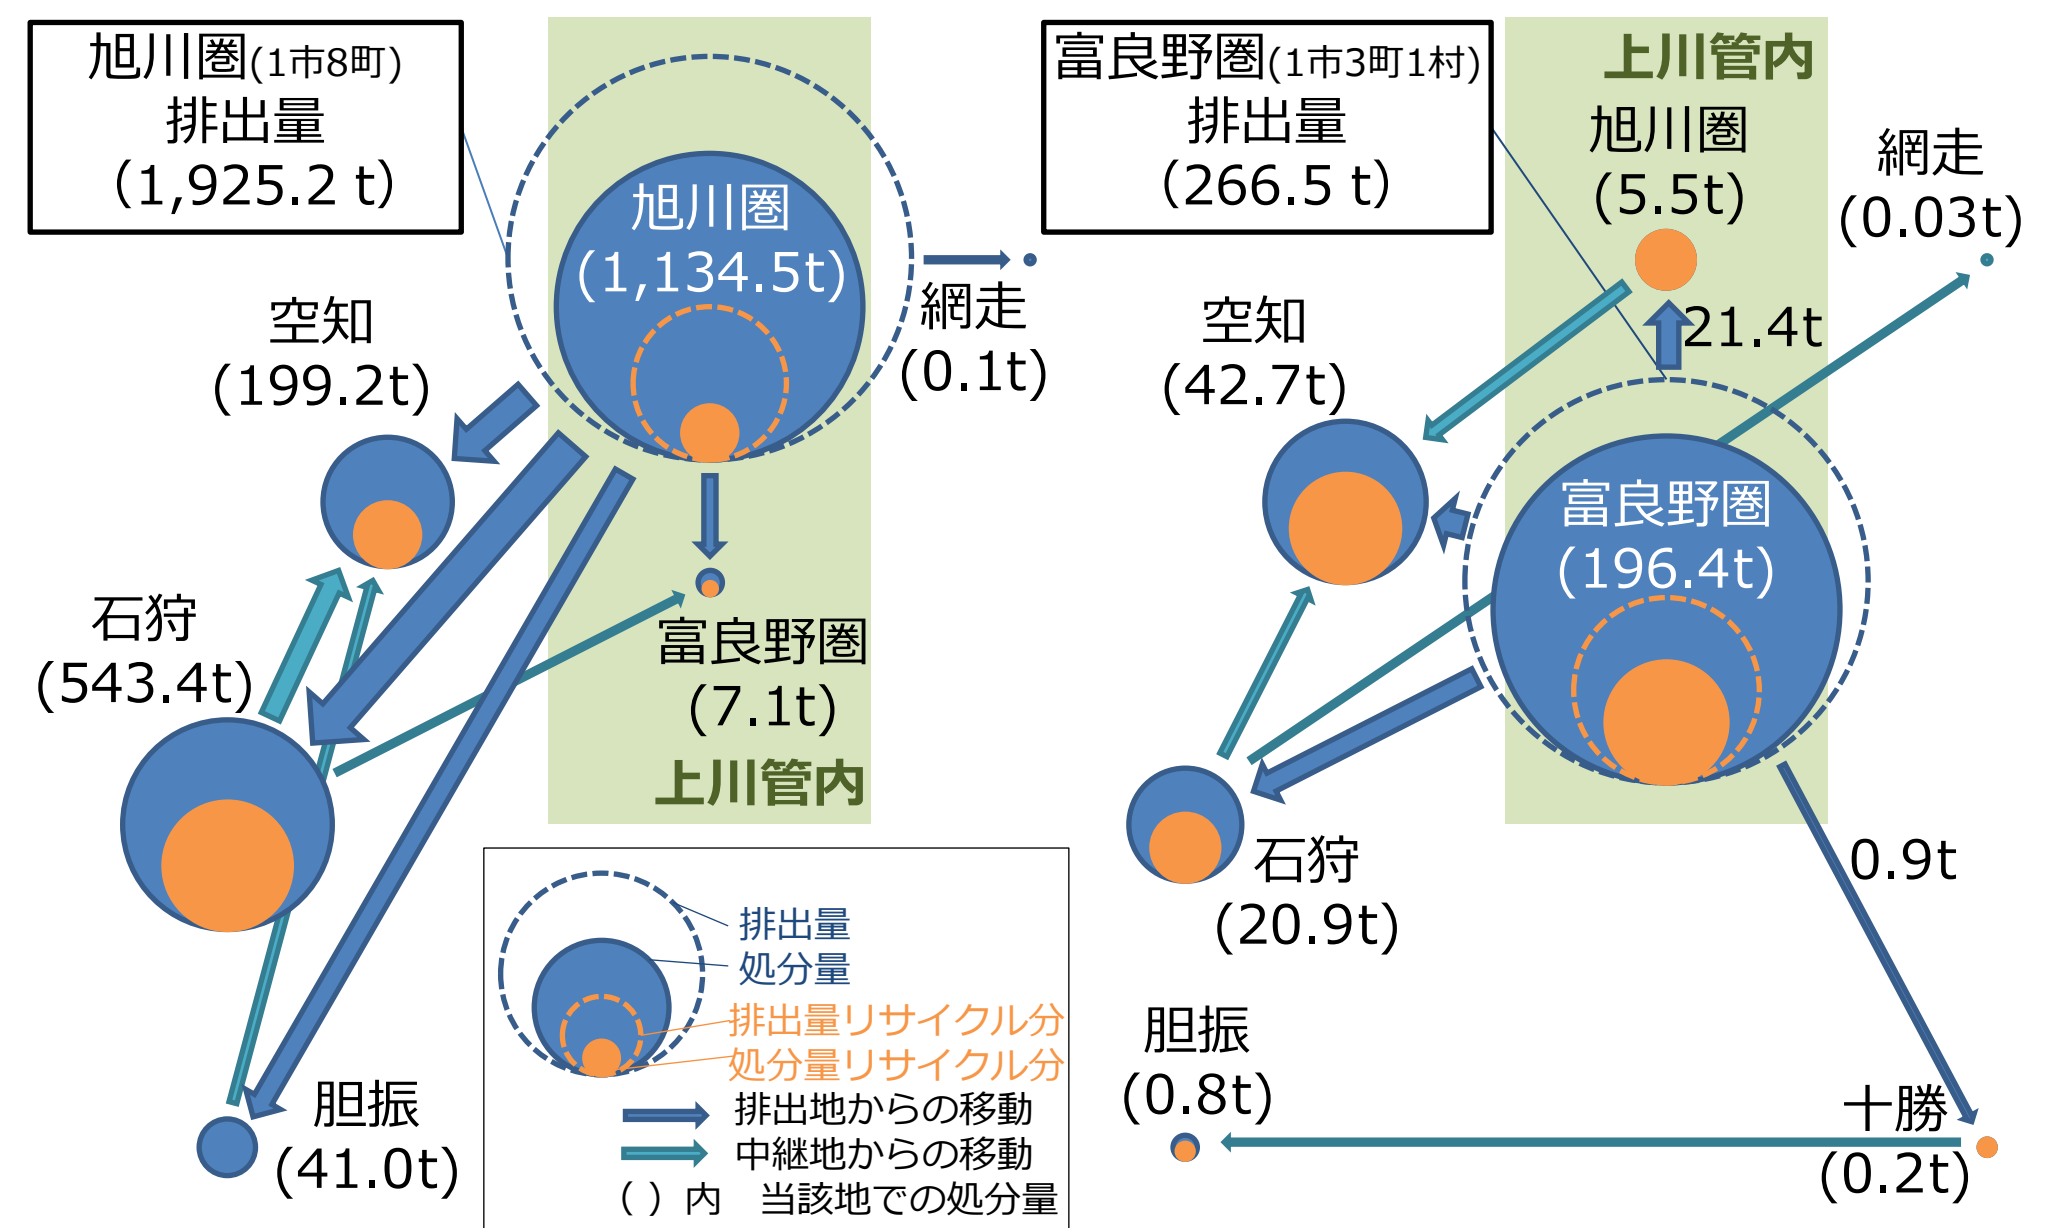 旭川圏(1市8町)
排出量
(1,925.2 t)
旭川圏
(1,134.5t)
網走
(0.1t)
空知
(199.2t)
石狩
(543.4t)
富良野圏
(7.1t)
上川管内
胆振
(41.0t)
富良野圏(1市3町1村)
排出量
(266.5 t)
上川管内
旭川圏
(5.5t)
網走
(0.03t)
21.4t
空知
(42.7t)
富良野圏
(196.4t)
石狩
(20.9t)
0.9t
胆振
(0.8t)
十勝
(0.2t)
排出量
処分量
排出量リサイクル分
処分量リサイクル分
排出地からの移動
中継地からの移動
( ) 内 当該地での処分量